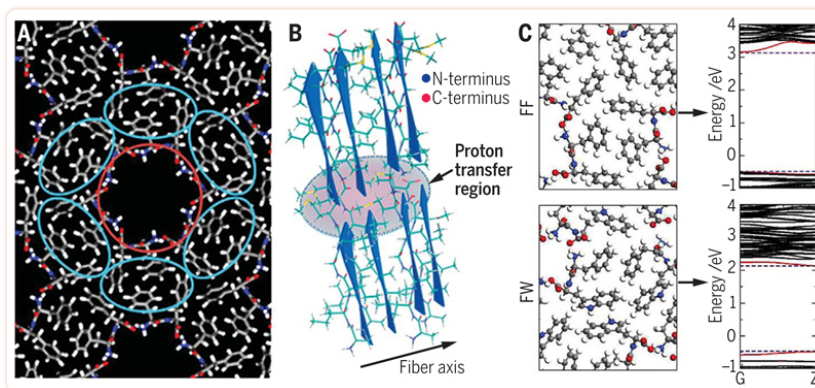 A
B
N-terminus
C-terminus
Proton
transfer
region
Fiber axis
C
FF
Energy /eV
4
3
2
1
0
−1
FW
Energy /eV
4
3
2
1
0
−1
G
Z